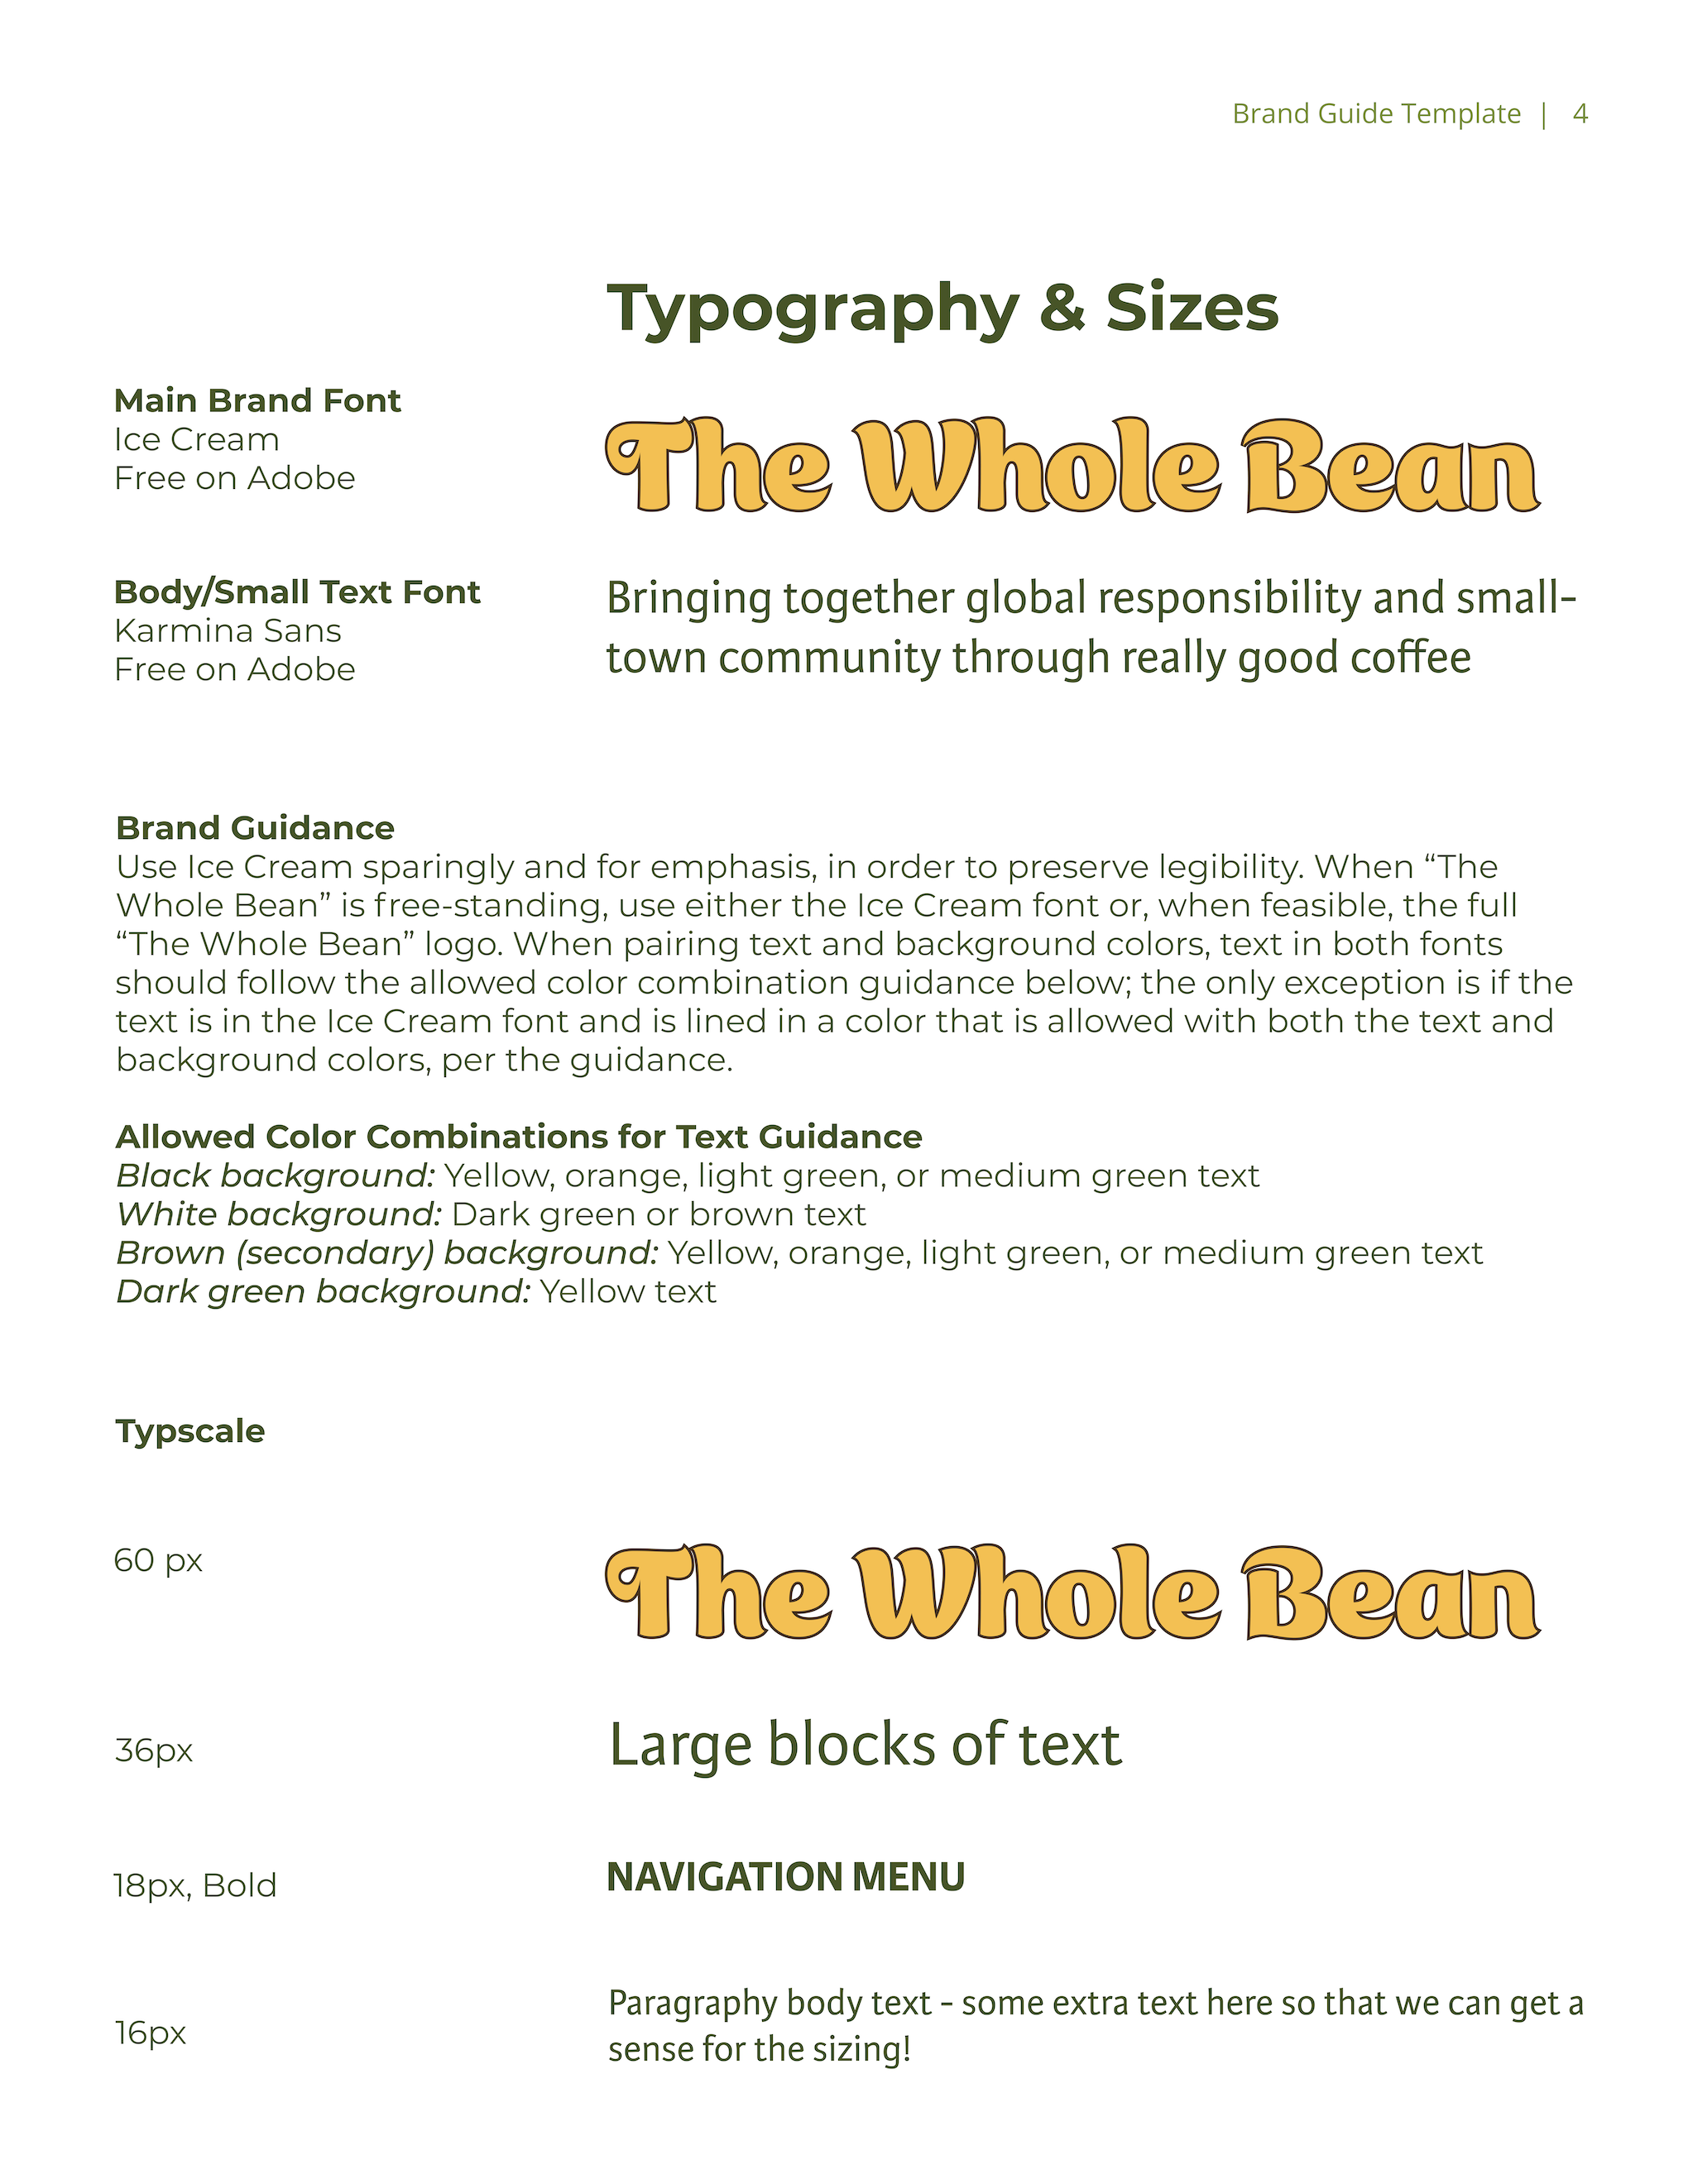 Brand Guide Template | 4
Typography & Sizes
Main Brand Font
Ice Cream
Free on Adobe
The Whole Bean
Body/Small Text Font
Karmina Sans
Free on Adobe
Bringing together global responsibility and small-
town community through really good coffee
Brand Guidance
Use Ice Cream sparingly and for emphasis, in order to preserve legibility. When “The
Whole Bean” is free-standing, use either the Ice Cream font or, when feasible, the full
“The Whole Bean” logo. When pairing text and background colors, text in both fonts
should follow the allowed color combination guidance below; the only exception is if the
text is in the Ice Cream font and is lined in a color that is allowed with both the text and
background colors, per the guidance.
Allowed Color Combinations for Text Guidance
Black background: Yellow, orange, light green, or medium green text
White background: Dark green or brown text
Brown (secondary) background: Yellow, orange, light green, or medium green text
Dark green background: Yellow text
Typscale
60 px
The Whole Bean
36px
Large blocks of text
18px, Bold
NAVIGATION MENU
16px
Paragraphy body text - some extra text here so that we can get a
sense for the sizing!